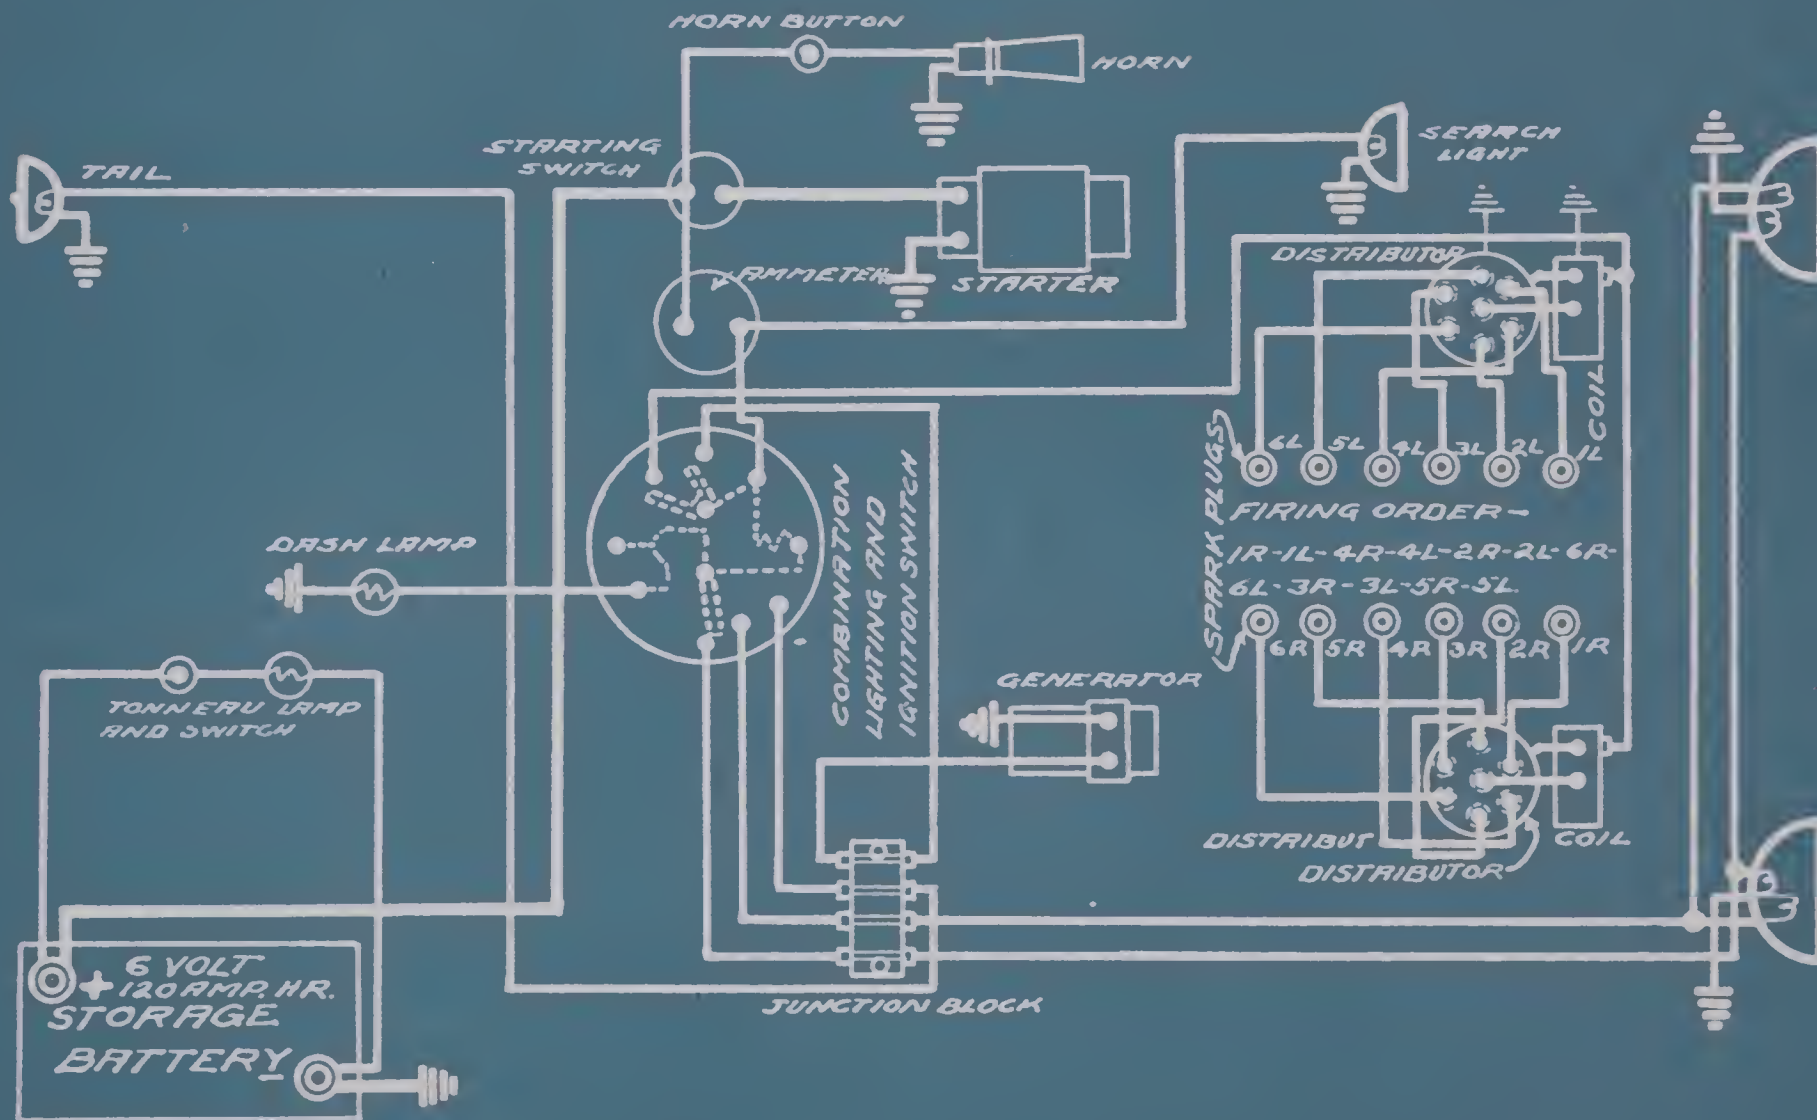 HORN BUTTON
HORN
SEARCH
LIGHT
STARTING
SWITCH
TAIL
AMMETER
STARTER
DISTRIBUTOR
COIL
SPARK PLUGS
6L 5L 4L 3L 2L 1L
FIRING ORDER-
1R-1L-4R-4L-2R-2L-6R-
6L-3R-3L-5R-5L.
6R 5R 4R 3R 2R 1R
COMBINATION
LIGHTING AND
IGNITION SWITCH
DASH LAMP
TONNEAU LAMP
AND SWITCH
GENERATOR
DISTRIBUT
DISTRIBUTOR
COIL
+ 6 VOLT
120 AMP. HR.
STORAGE
BATTERY -
JUNCTION BLOCK